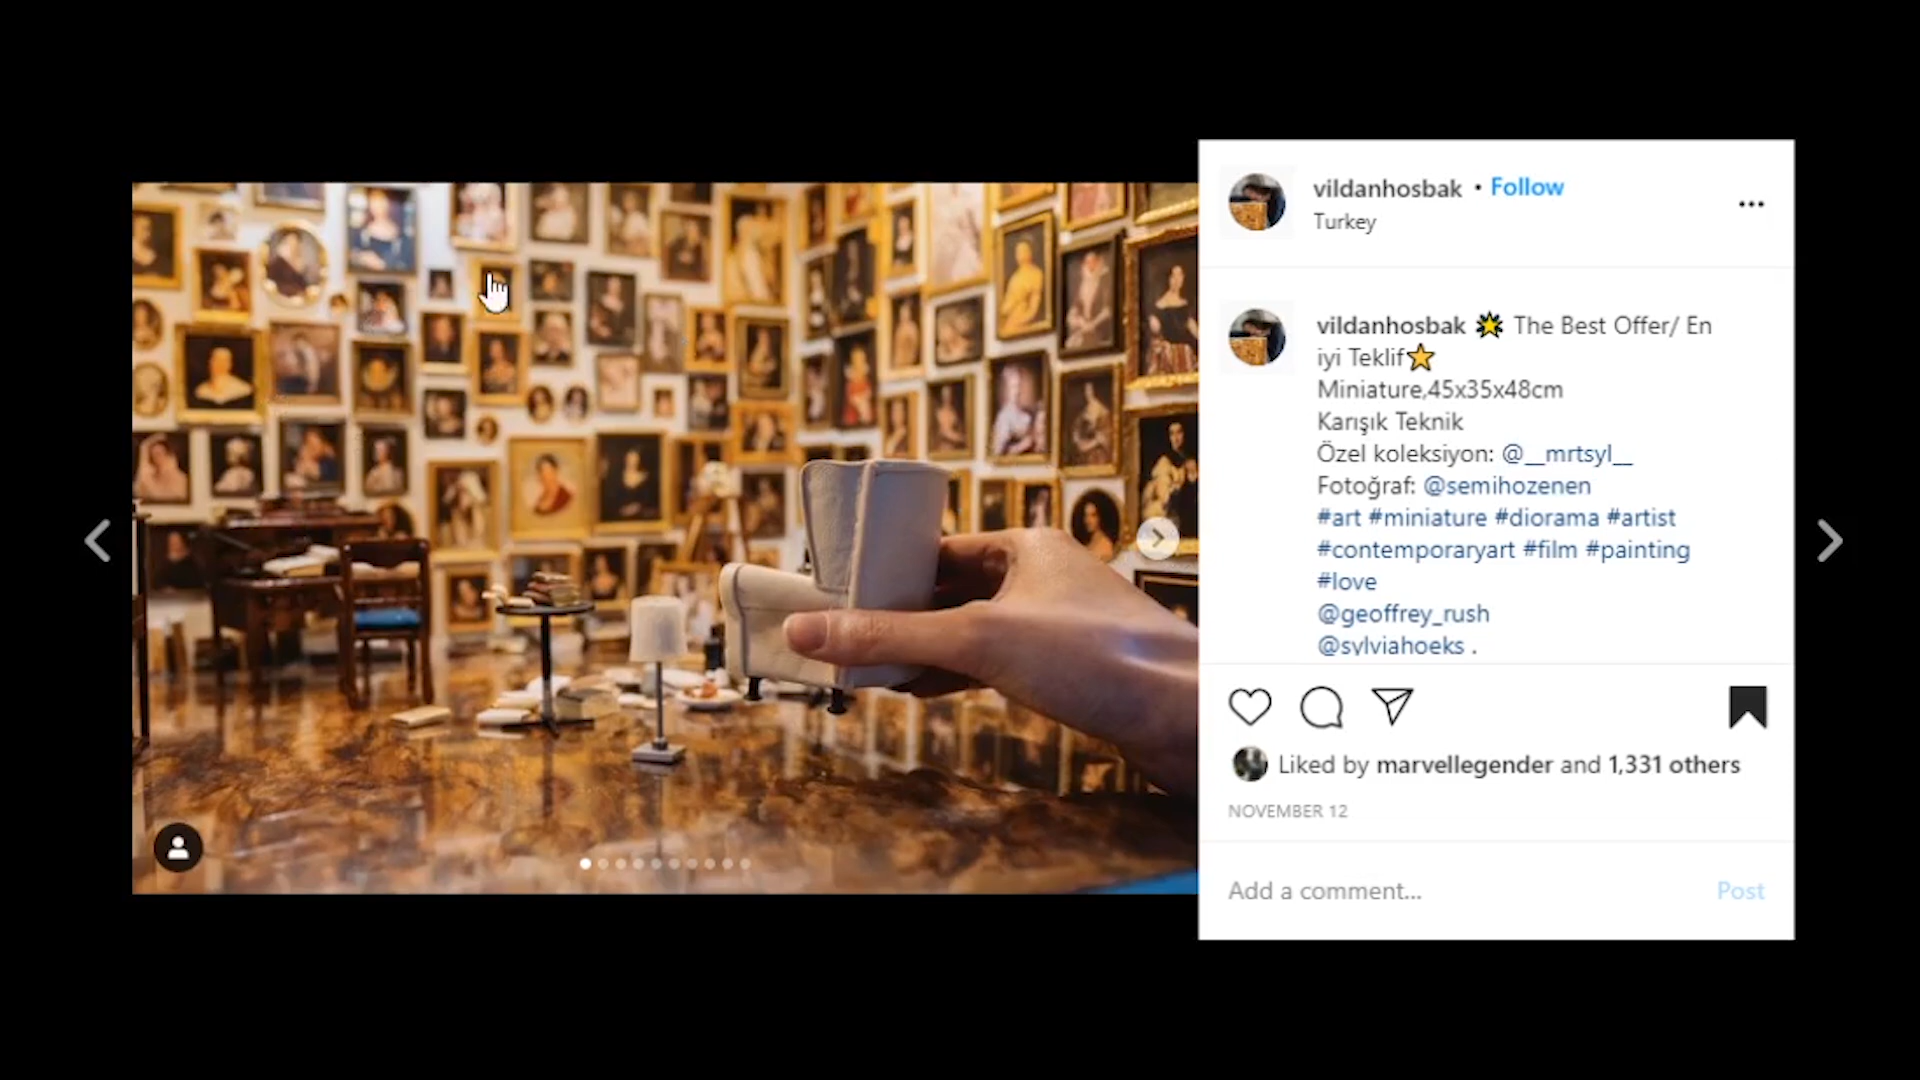 vildanhosbak • Follow
Turkey
vildanhosbak 🌟 The Best Offer/ En
iyi Teklif⭐
Miniature,45x35x48cm
Karışık Teknik
Özel koleksiyon: @__mrtsyl__
Fotoğraf: @semihozenen
#art #miniature #diorama #artist
#contemporaryart #film #painting
#love
@geoffrey_rush
@sylviahoeks .
Liked by marvellegender and 1,331 others
NOVEMBER 12
Add a comment... Post